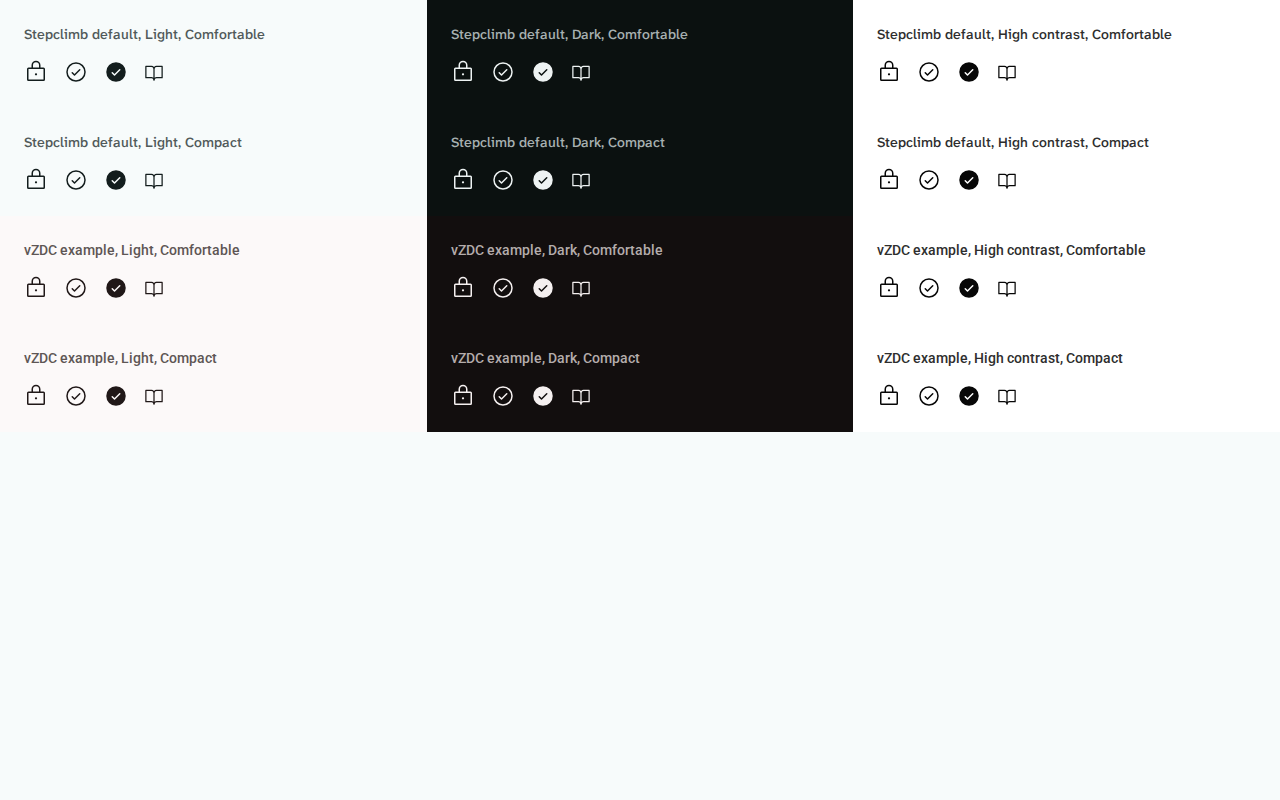 Stepclimb default, Light, Comfortable
Stepclimb default, Dark, Comfortable
Stepclimb default, High contrast, Comfortable
Stepclimb default, Light, Compact
Stepclimb default, Dark, Compact
Stepclimb default, High contrast, Compact
vZDC example, Light, Comfortable
vZDC example, Dark, Comfortable
vZDC example, High contrast, Comfortable
vZDC example, Light, Compact
vZDC example, Dark, Compact
vZDC example, High contrast, Compact